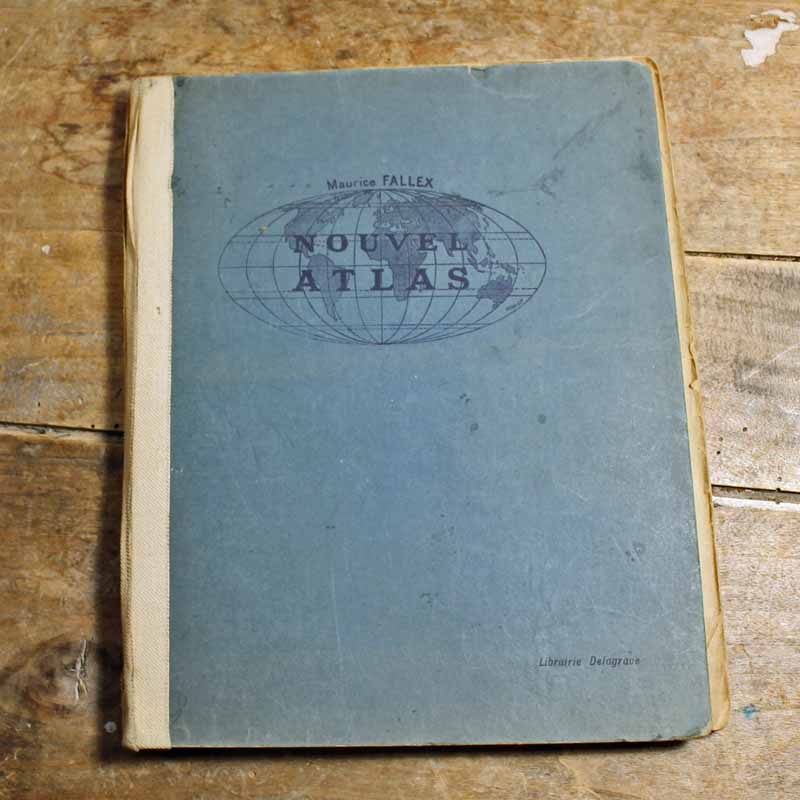 Maurice FALLEX
NOUVEL
ATLAS
Librairie Delagrave